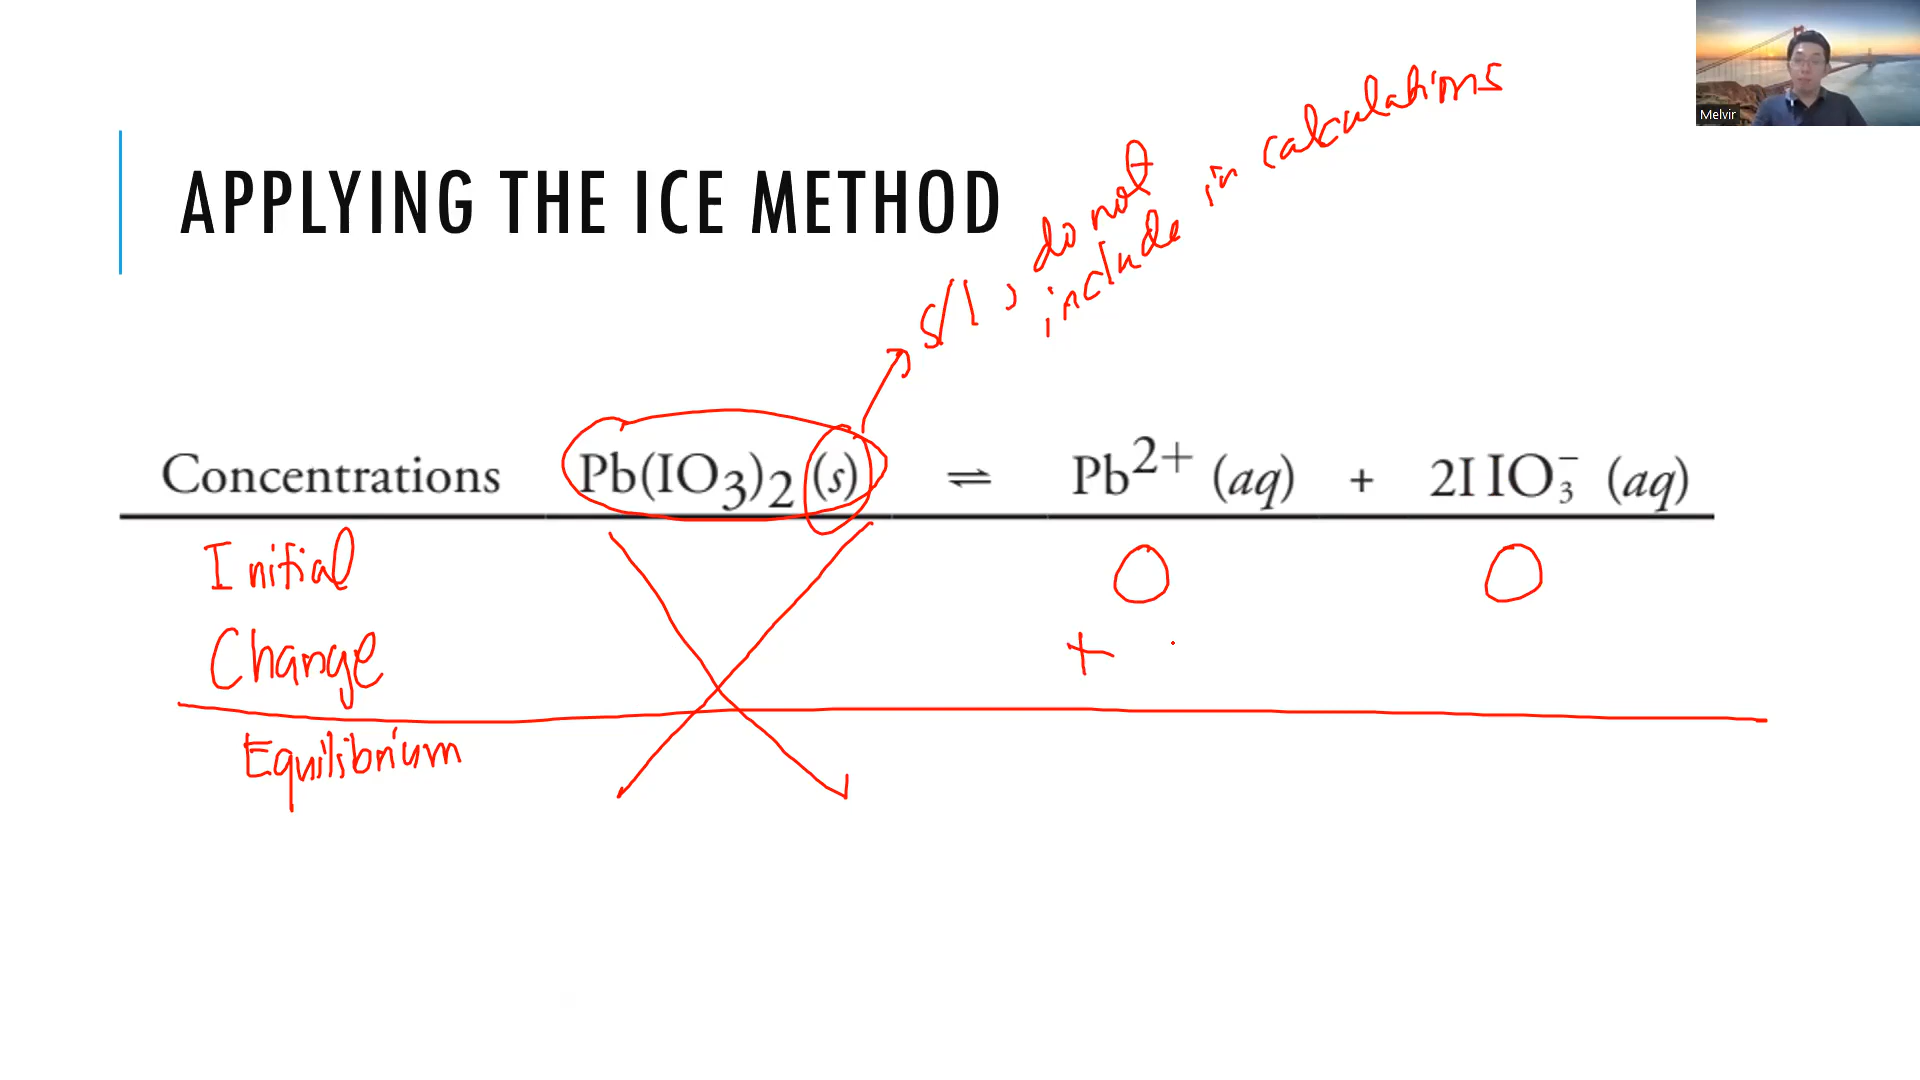 Melvir
APPLYING THE ICE METHOD
s/l, do not
include in calculations
Concentrations Pb(IO3)2 (s) ⇌ Pb2+ (aq) + 2I IO3− (aq)
Initial 0 0
Change +
Equilibrium